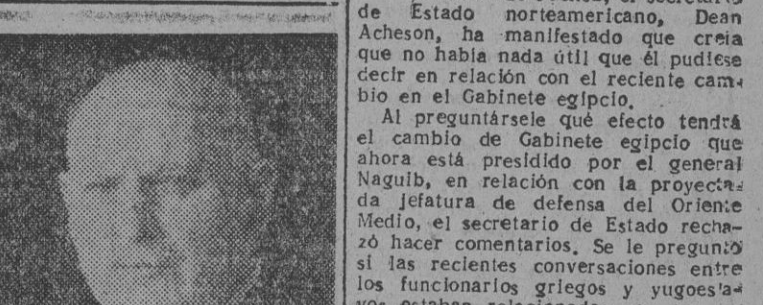 de Estado norteamericano, Dean
Acheson, ha manifestado que creía
que no había nada útil que él pudiese
decir en relación con el reciente cam-
bio en el Gabinete egipcio.
Al preguntársele qué efecto tendrá
el cambio de Gabinete egipcio que
ahora está presidido por el general
Naguib, en relación con la proyecta-
da jefatura de defensa del Oriente
Medio, el secretario de Estado recha-
zó hacer comentarios. Se le preguntó
si las recientes conversaciones entre
los funcionarios griegos y yugoesla-